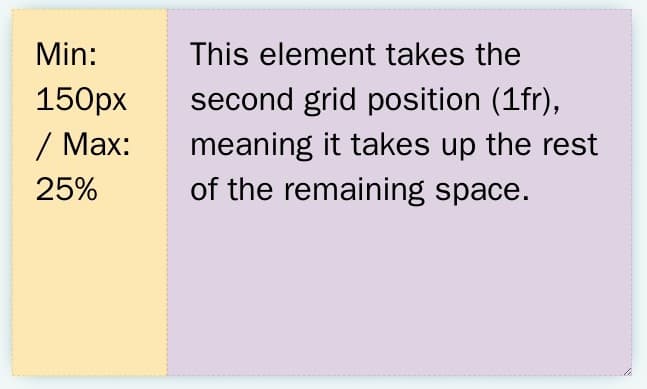 Min:
150px
/ Max:
25%
This element takes the
second grid position (1fr),
meaning it takes up the rest
of the remaining space.